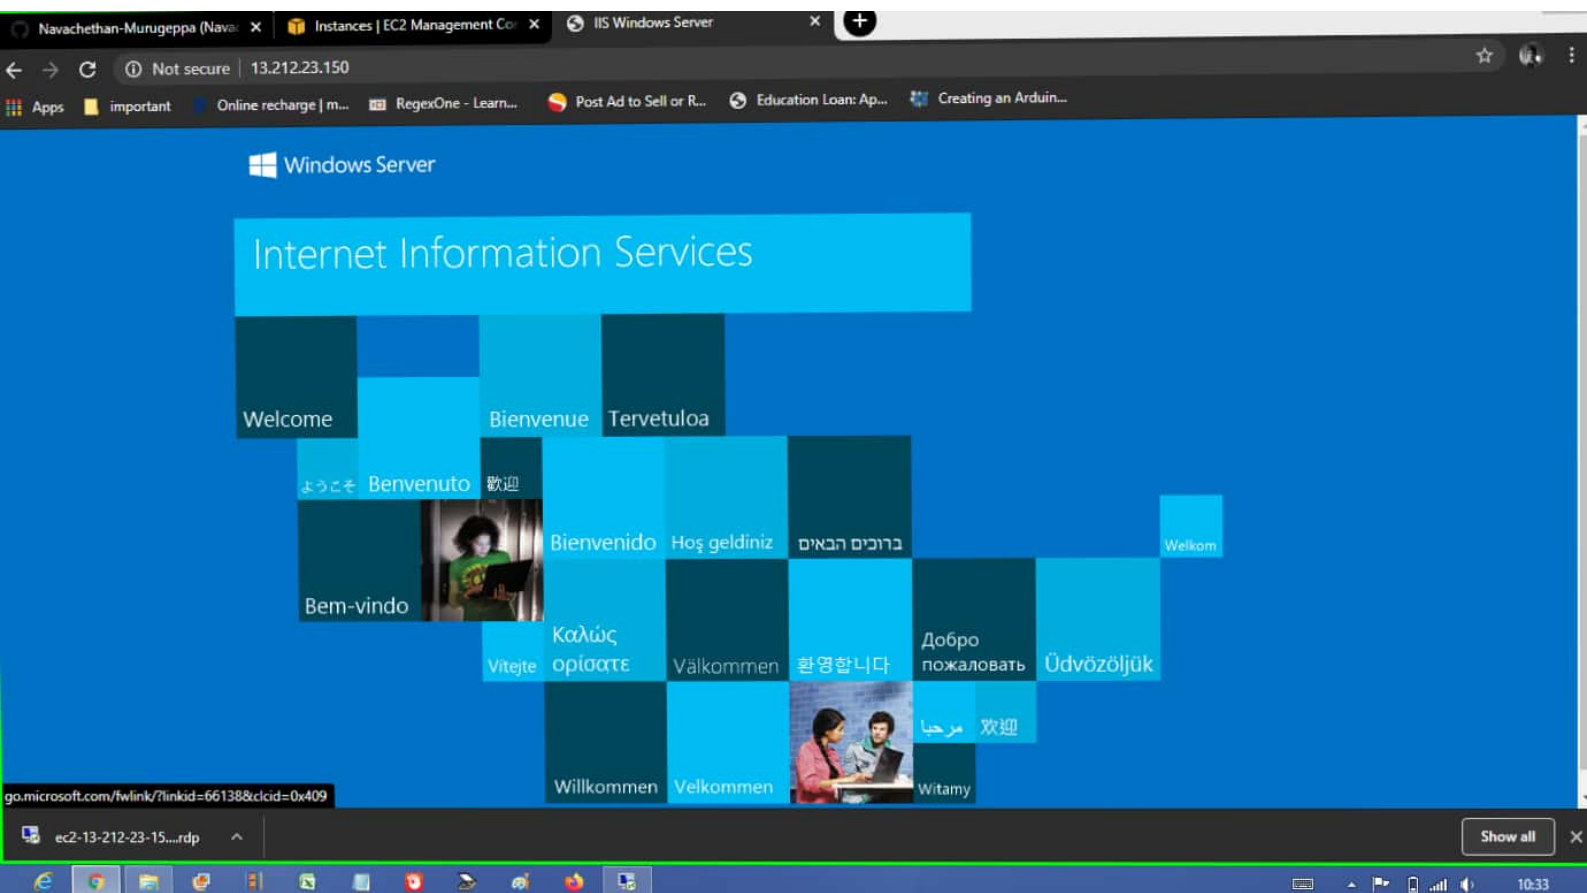 Navachethan-Murugeppa (Nava
Instances | EC2 Management Co
IIS Windows Server
Not secure | 13.212.23.150
Apps
important
Online recharge | m...
RegexOne - Learn...
Post Ad to Sell or R...
Education Loan: Ap...
Creating an Arduin...
Windows Server
Internet Information Services
Welcome
Bienvenue
Tervetuloa
ようこそ
Benvenuto
歡迎
Bienvenido
Hoş geldiniz
ברוכים הבאים
Welkom
Bem-vindo
Vítejte
Καλώς
ορίσατε
Välkommen
환영합니다
Добро
пожаловать
Üdvözöljük
Willkommen
Velkommen
مرحبا
欢迎
Witamy
go.microsoft.com/fwlink/?linkid=66138&clcid=0x409
ec2-13-212-23-15....rdp
Show all
10:33